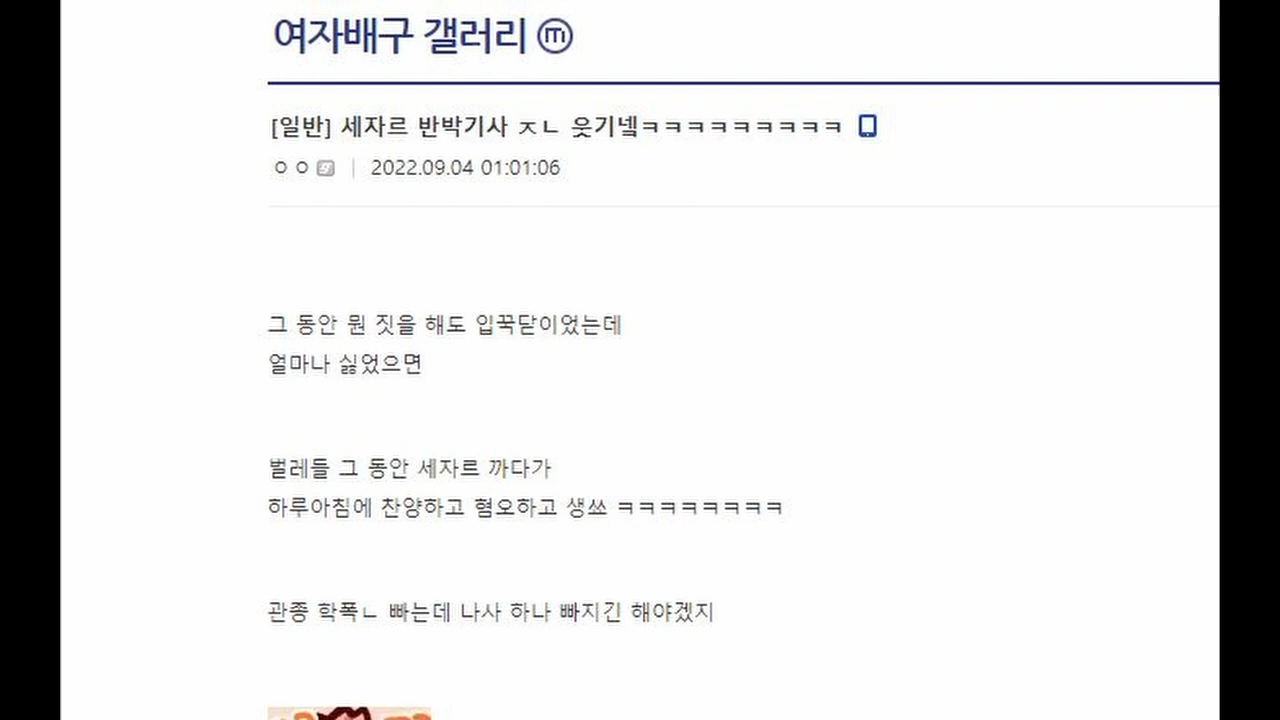 여자배구 갤러리 ⓜ
[일반] 세자르 반박기사 ㅈㄴ 웃기넼ㅋㅋㅋㅋㅋㅋㅋㅋㅋ
ㅇㅇ | 2022.09.04 01:01:06
그 동안 뭔 짓을 해도 입꾹닫이었는데
얼마나 싫었으면
벌레들 그 동안 세자르 까다가
하루아침에 찬양하고 혐오하고 생쑈 ㅋㅋㅋㅋㅋㅋㅋㅋ
관종 학폭ㄴ 빠는데 나사 하나 빠지긴 해야겠지